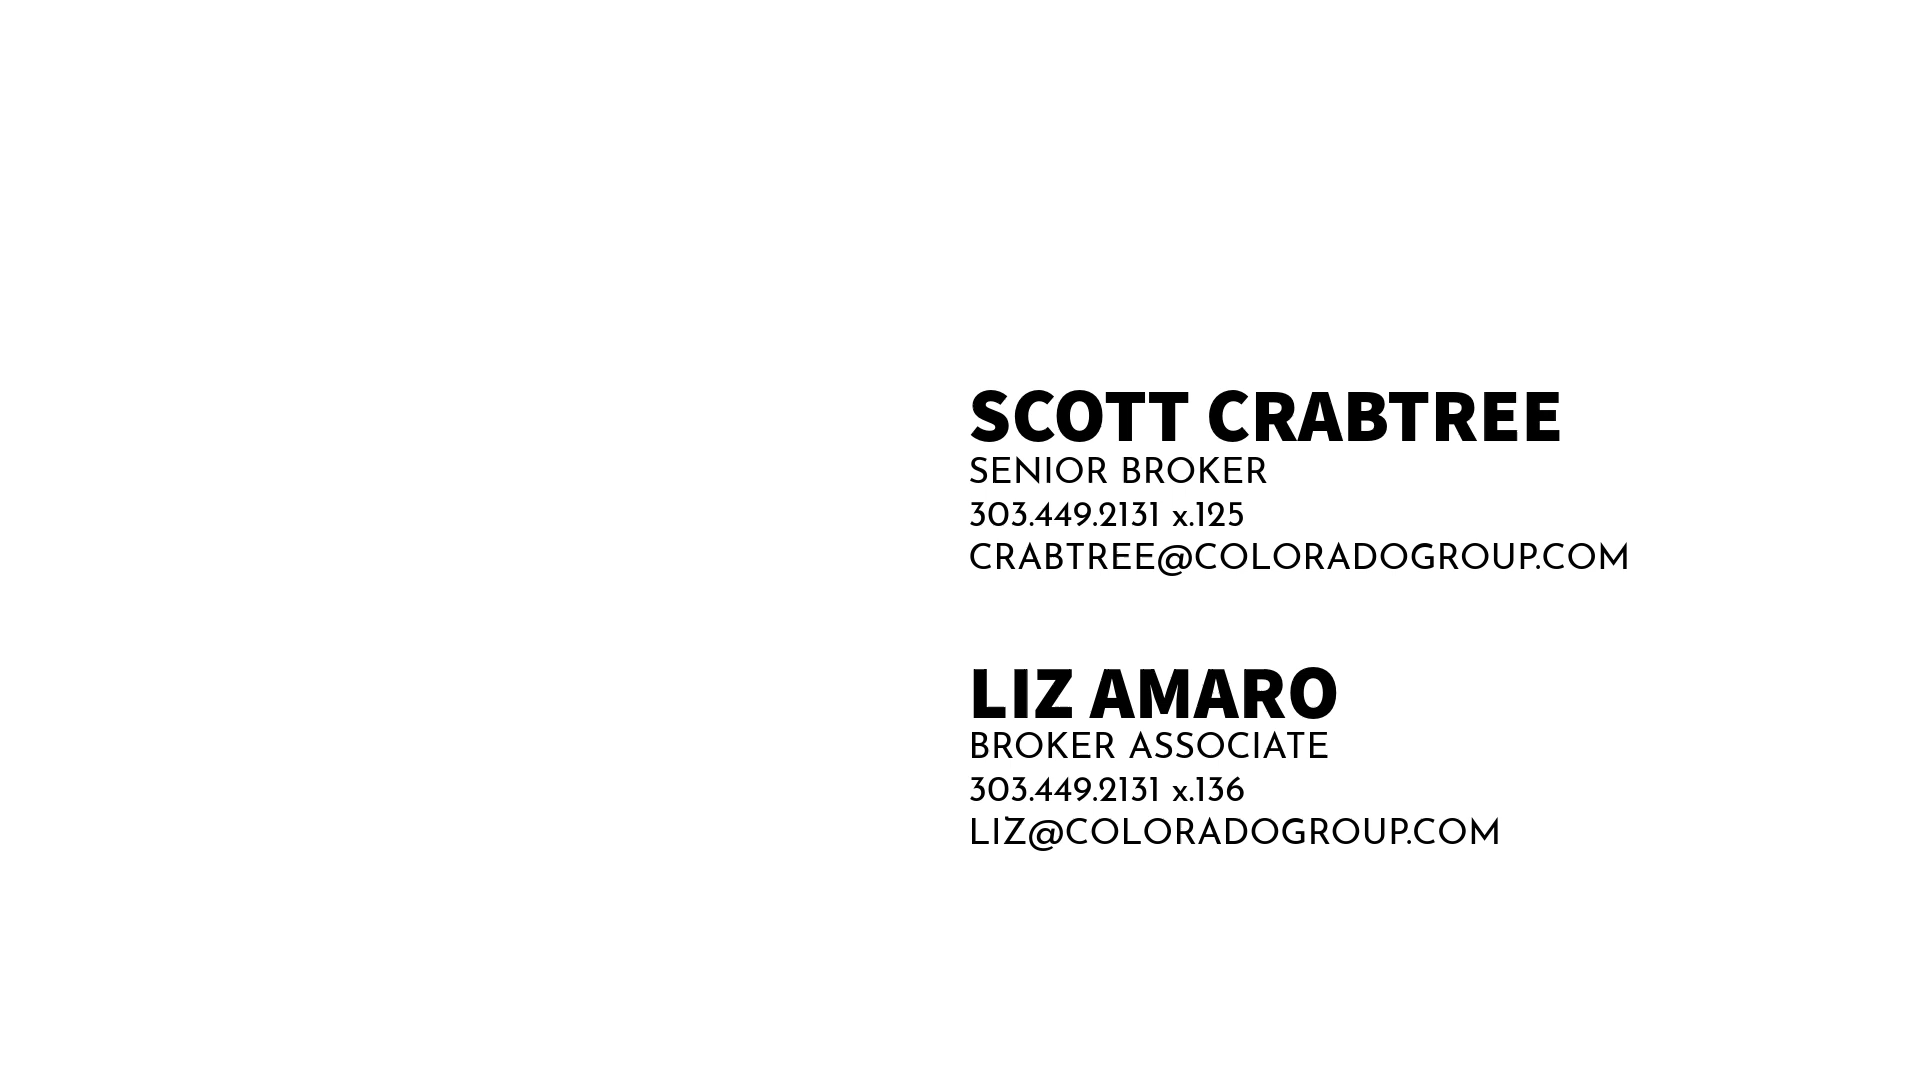 SCOTT CRABTREE
SENIOR BROKER
303.449.2131 x.125
CRABTREE@COLORADOGROUP.COM
LIZ AMARO
BROKER ASSOCIATE
303.449.2131 x.136
LIZ@COLORADOGROUP.COM